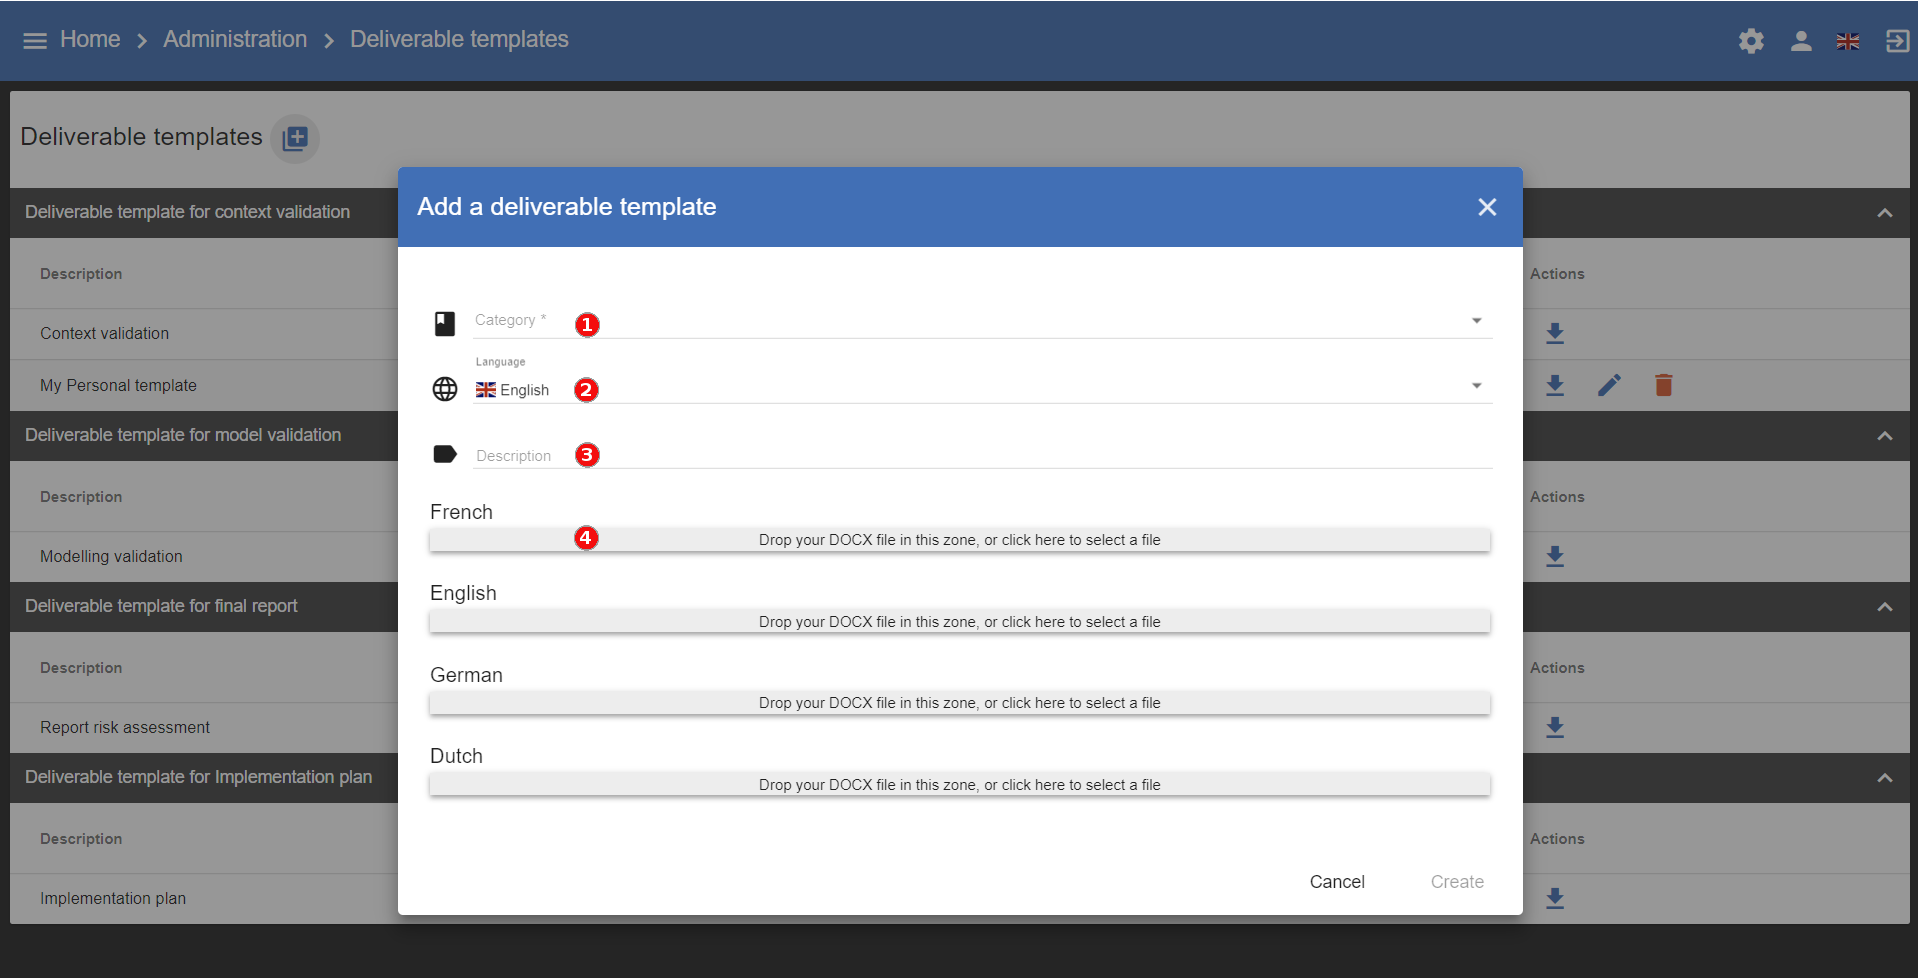 Home > Administration > Deliverable templates
Deliverable templates
Add a deliverable template
Deliverable template for context validation
Description
Actions
Context validation
My Personal template
Deliverable template for model validation
Description
Actions
Modelling validation
Deliverable template for final report
Description
Actions
Report risk assessment
Deliverable template for Implementation plan
Description
Actions
Implementation plan
Category * 1
Language
English 2
Description 3
French
4 Drop your DOCX file in this zone, or click here to select a file
English
Drop your DOCX file in this zone, or click here to select a file
German
Drop your DOCX file in this zone, or click here to select a file
Dutch
Drop your DOCX file in this zone, or click here to select a file
Cancel Create